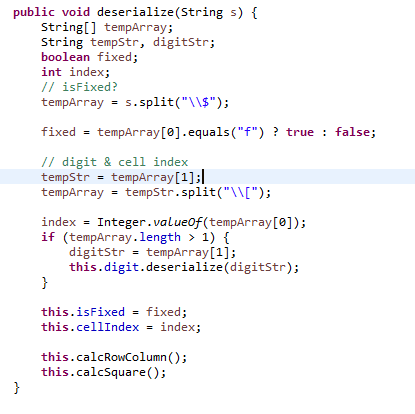 public void deserialize(String s) {
    String[] tempArray;
    String tempStr, digitStr;
    boolean fixed;
    int index;
    // isFixed?
    tempArray = s.split("\\$");

    fixed = tempArray[0].equals("f") ? true : false;

    // digit & cell index
    tempStr = tempArray[1];
    tempArray = tempStr.split("\\[");

    index = Integer.valueOf(tempArray[0]);
    if (tempArray.length > 1) {
        digitStr = tempArray[1];
        this.digit.deserialize(digitStr);
    }

    this.isFixed = fixed;
    this.cellIndex = index;

    this.calcRowColumn();
    this.calcSquare();
}